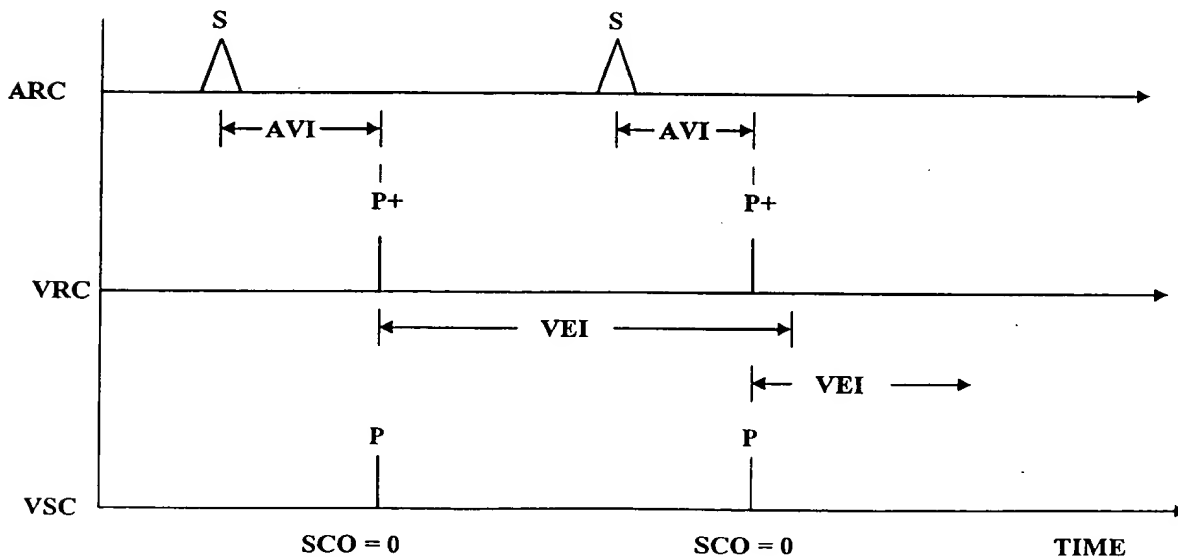 S S
ARC
AVI AVI
P+ P+
VRC
VEI
VEI
P P
VSC
SCO = 0 SCO = 0 TIME